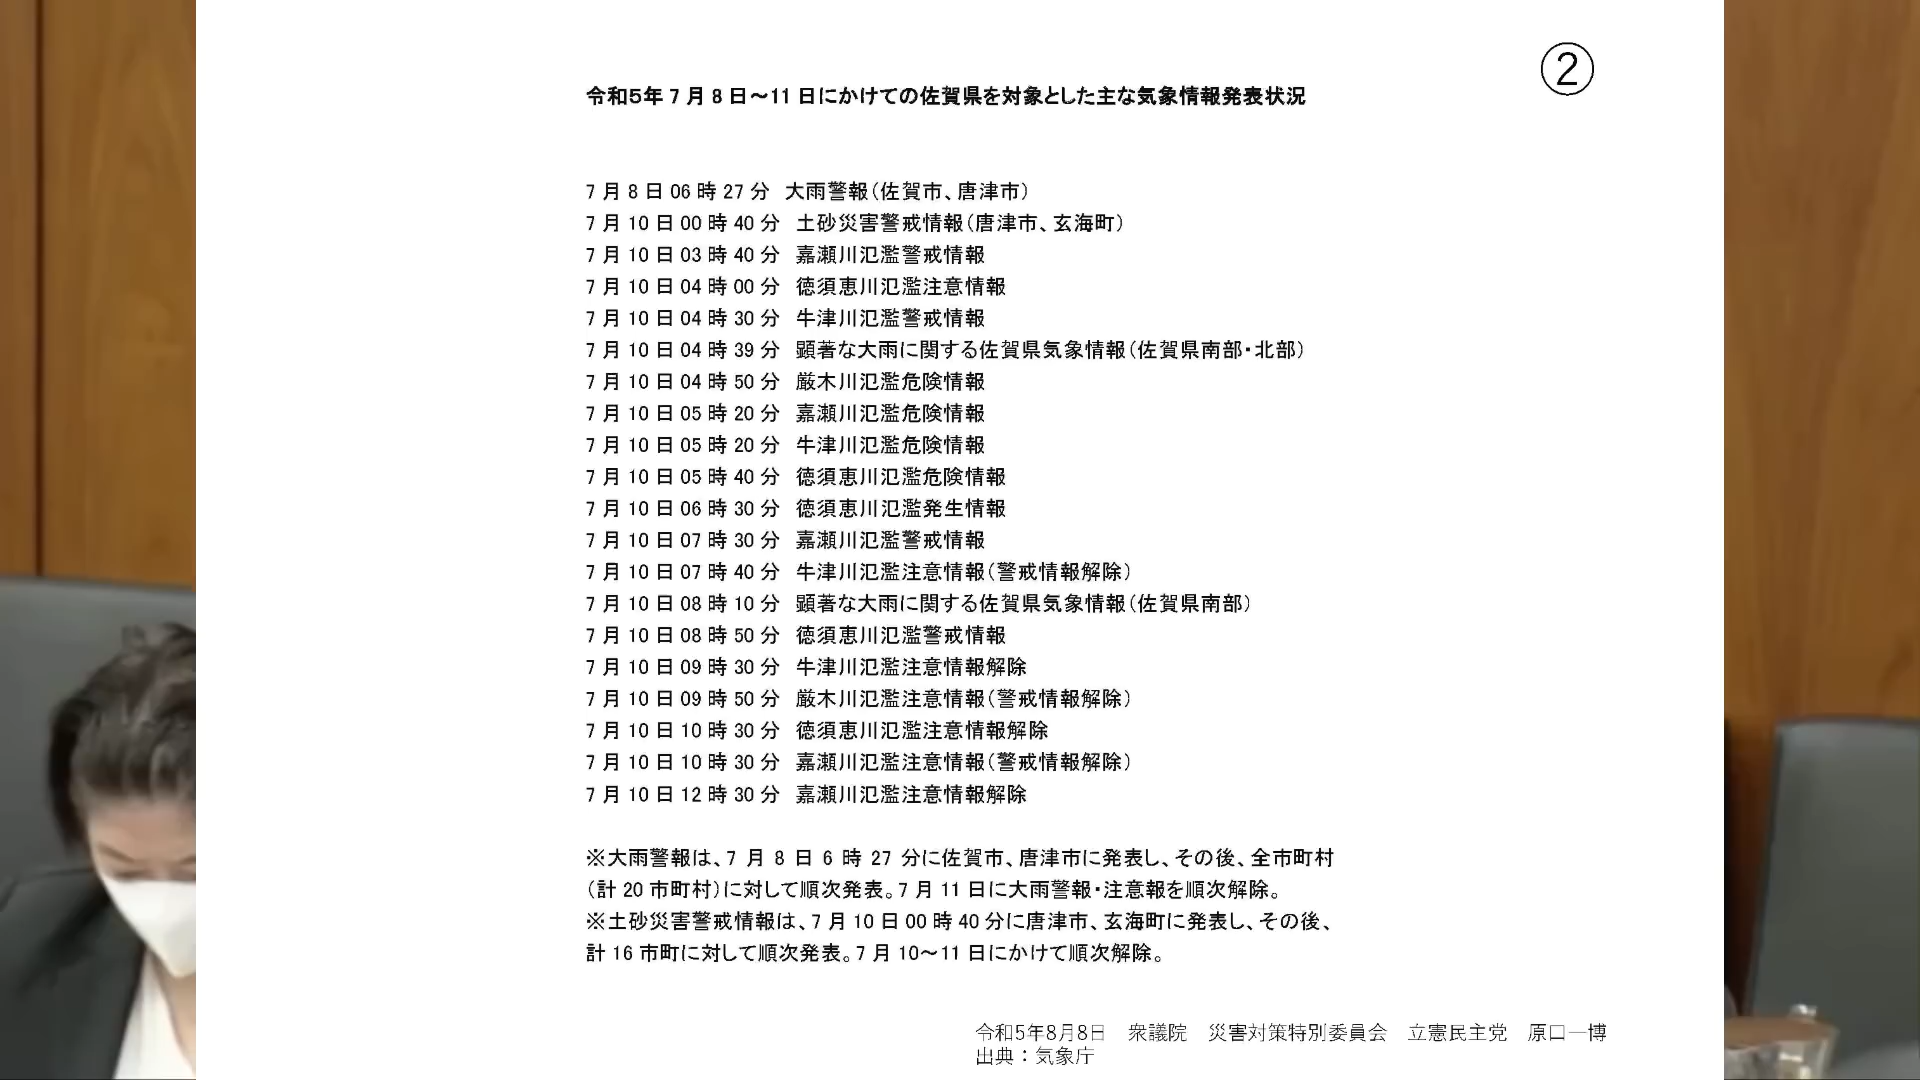 ②
令和5年7月8日～11日にかけての佐賀県を対象とした主な気象情報発表状況
7月8日06時27分 大雨警報（佐賀市、唐津市）
7月10日00時40分 土砂災害警戒情報（唐津市、玄海町）
7月10日03時40分 嘉瀬川氾濫警戒情報
7月10日04時00分 徳須恵川氾濫注意情報
7月10日04時30分 牛津川氾濫警戒情報
7月10日04時39分 顕著な大雨に関する佐賀県気象情報（佐賀県南部・北部）
7月10日04時50分 厳木川氾濫危険情報
7月10日05時20分 嘉瀬川氾濫危険情報
7月10日05時20分 牛津川氾濫危険情報
7月10日05時40分 徳須恵川氾濫危険情報
7月10日06時30分 徳須恵川氾濫発生情報
7月10日07時30分 嘉瀬川氾濫警戒情報
7月10日07時40分 牛津川氾濫注意情報（警戒情報解除）
7月10日08時10分 顕著な大雨に関する佐賀県気象情報（佐賀県南部）
7月10日08時50分 徳須恵川氾濫警戒情報
7月10日09時30分 牛津川氾濫注意情報解除
7月10日09時50分 厳木川氾濫注意情報（警戒情報解除）
7月10日10時30分 徳須恵川氾濫注意情報解除
7月10日10時30分 嘉瀬川氾濫注意情報（警戒情報解除）
7月10日12時30分 嘉瀬川氾濫注意情報解除
※大雨警報は、7月8日6時27分に佐賀市、唐津市に発表し、その後、全市町村
（計20市町村）に対して順次発表。7月11日に大雨警報・注意報を順次解除。
※土砂災害警戒情報は、7月10日00時40分に唐津市、玄海町に発表し、その後、
計16市町に対して順次発表。7月10～11日にかけて順次解除。
令和5年8月8日 衆議院 災害対策特別委員会 立憲民主党 原口一博
出典：気象庁